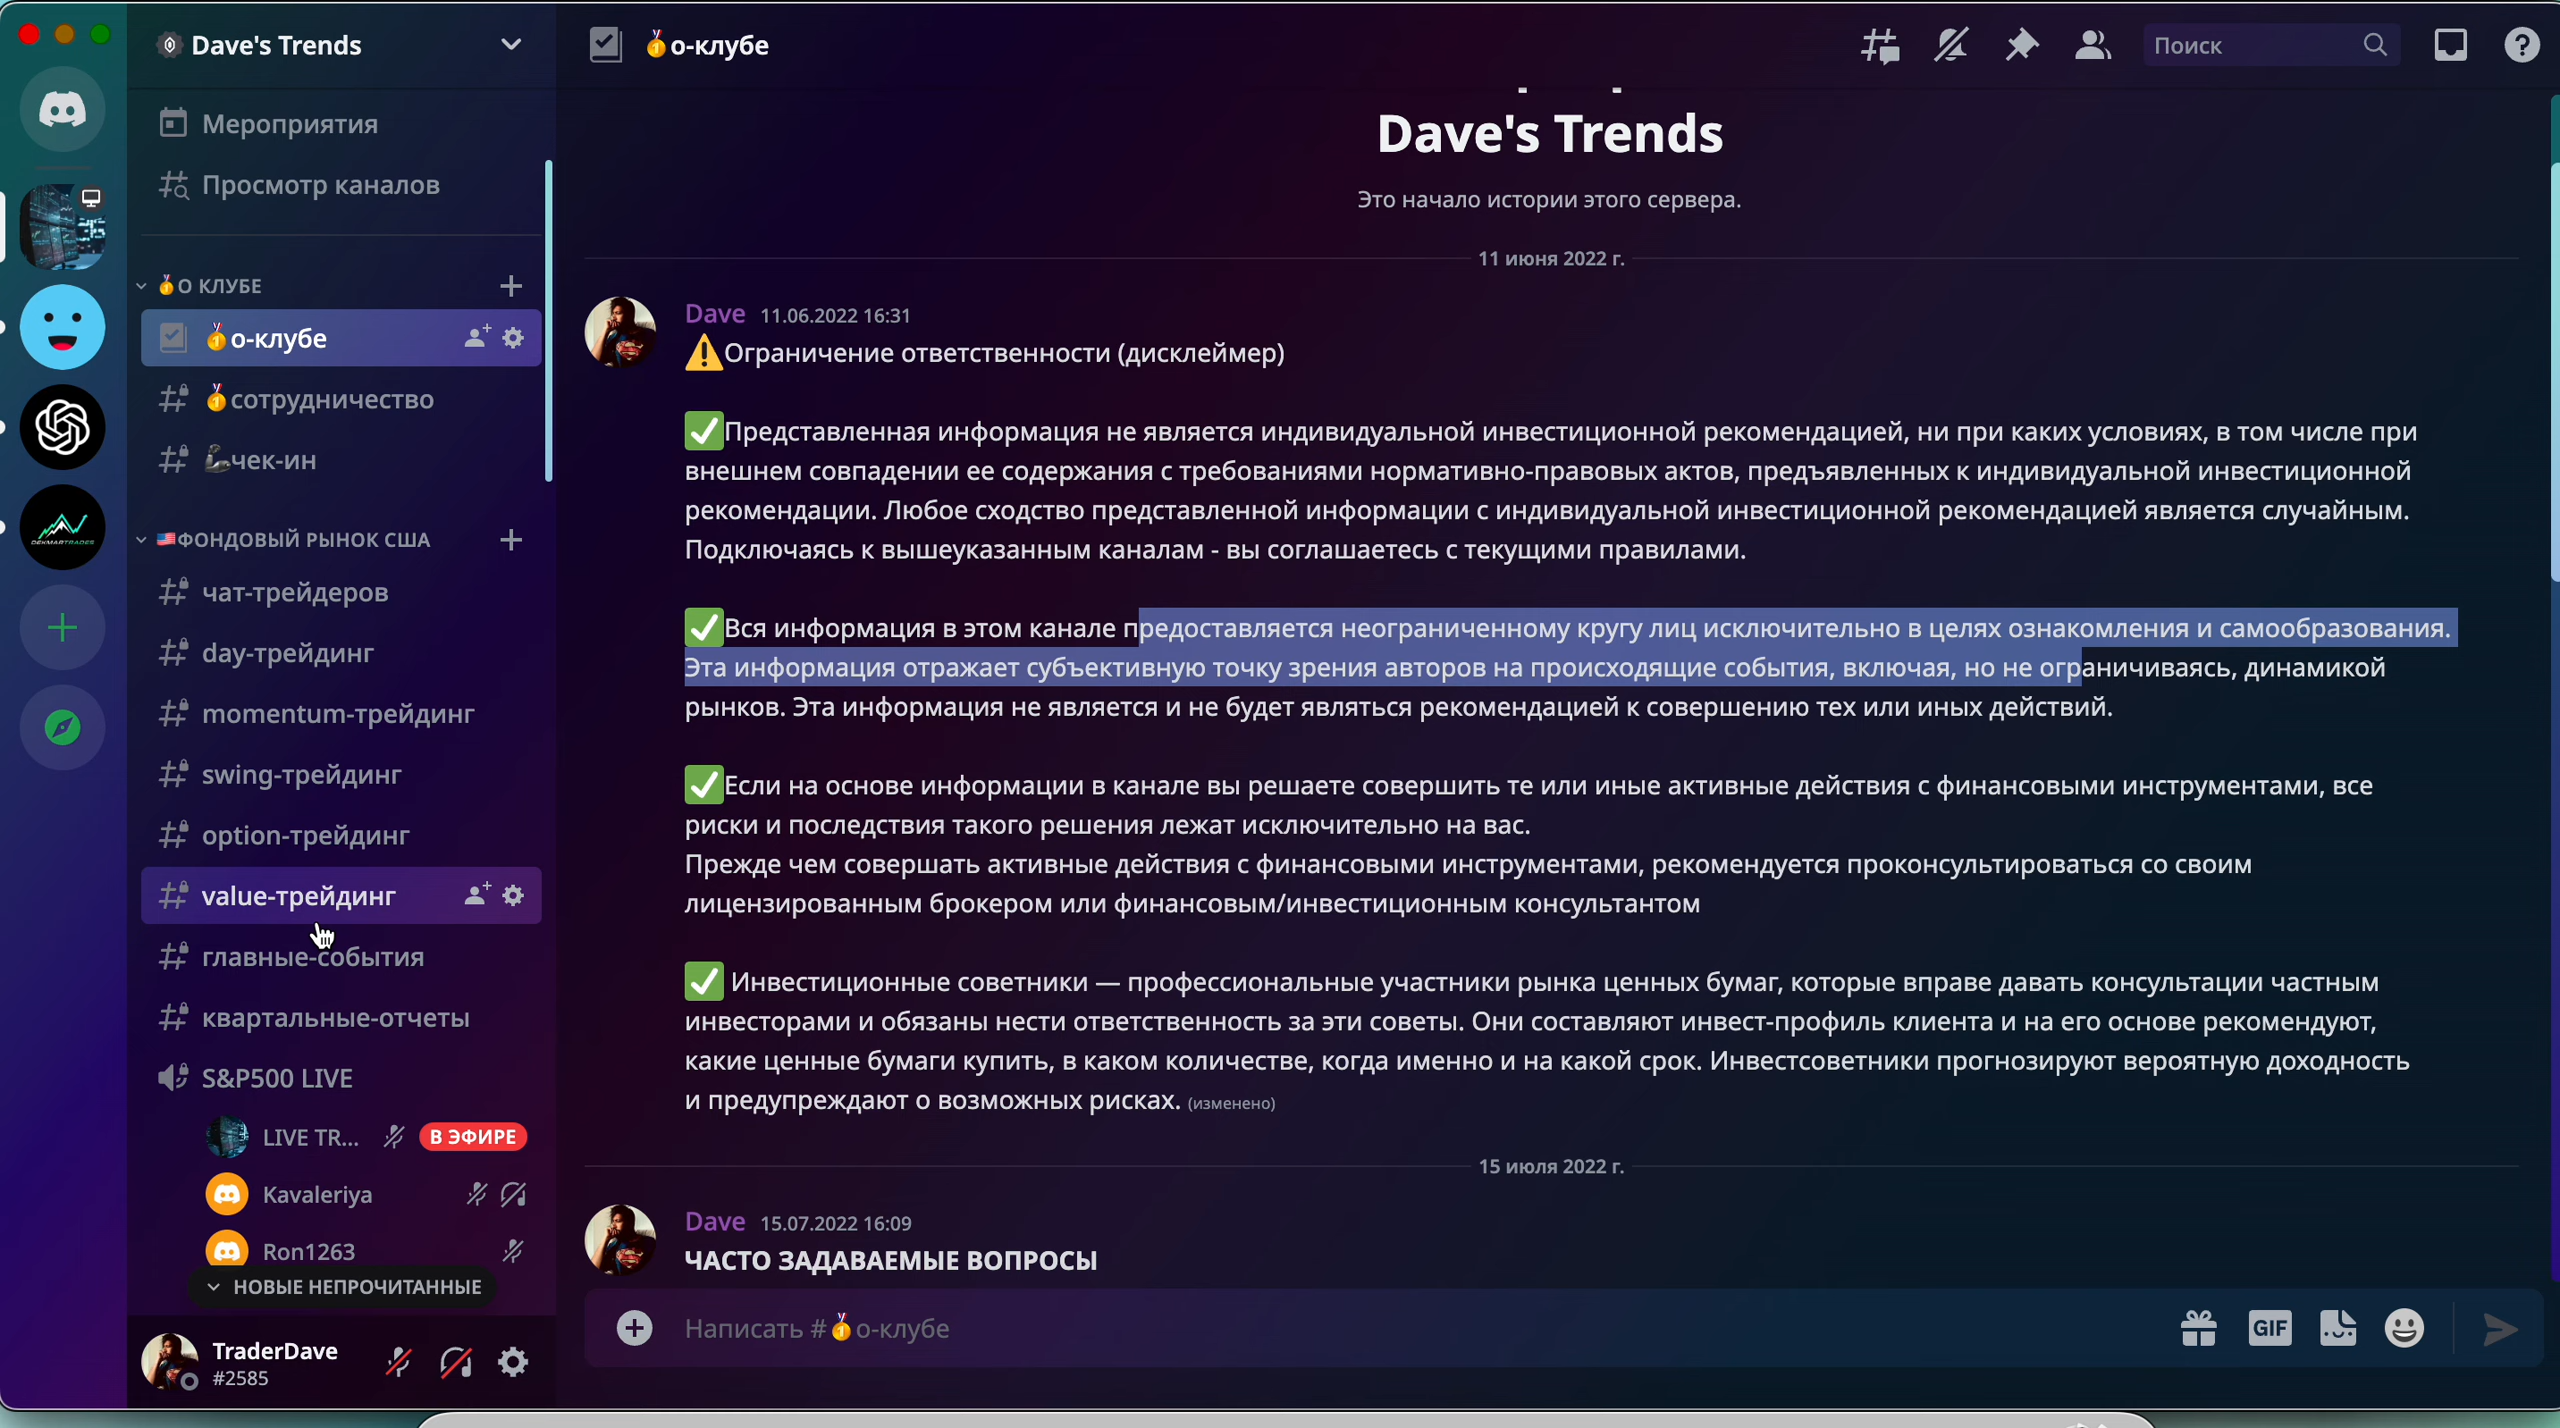 Dave's Trends
🥇о-клубе
Поиск
Мероприятия
Просмотр каналов
🥇О КЛУБЕ
🥇о-клубе
🥇сотрудничество
🦾чек-ин
🇺🇸ФОНДОВЫЙ РЫНОК США
чат-трейдеров
day-трейдинг
momentum-трейдинг
swing-трейдинг
option-трейдинг
value-трейдинг
главные-события
квартальные-отчеты
S&P500 LIVE
LIVE TR...
В ЭФИРЕ
Kavaleriya
Ron1263
НОВЫЕ НЕПРОЧИТАННЫЕ
TraderDave
#2585
DEKMARTRADES
Dave's Trends
Это начало истории этого сервера.
11 июня 2022 г.
Dave 11.06.2022 16:31
⚠️Ограничение ответственности (дисклеймер)
✅Представленная информация не является индивидуальной инвестиционной рекомендацией, ни при каких условиях, в том числе при
внешнем совпадении ее содержания с требованиями нормативно-правовых актов, предъявленных к индивидуальной инвестиционной
рекомендации. Любое сходство представленной информации с индивидуальной инвестиционной рекомендацией является случайным.
Подключаясь к вышеуказанным каналам - вы соглашаетесь с текущими правилами.
✅Вся информация в этом канале предоставляется неограниченному кругу лиц исключительно в целях ознакомления и самообразования.
Эта информация отражает субъективную точку зрения авторов на происходящие события, включая, но не ограничиваясь, динамикой
рынков. Эта информация не является и не будет являться рекомендацией к совершению тех или иных действий.
✅Если на основе информации в канале вы решаете совершить те или иные активные действия с финансовыми инструментами, все
риски и последствия такого решения лежат исключительно на вас.
Прежде чем совершать активные действия с финансовыми инструментами, рекомендуется проконсультироваться со своим
лицензированным брокером или финансовым/инвестиционным консультантом
✅ Инвестиционные советники — профессиональные участники рынка ценных бумаг, которые вправе давать консультации частным
инвесторами и обязаны нести ответственность за эти советы. Они составляют инвест-профиль клиента и на его основе рекомендуют,
какие ценные бумаги купить, в каком количестве, когда именно и на какой срок. Инвестсоветники прогнозируют вероятную доходность
и предупреждают о возможных рисках. (изменено)
15 июля 2022 г.
Dave 15.07.2022 16:09
ЧАСТО ЗАДАВАЕМЫЕ ВОПРОСЫ
Написать #🥇о-клубе
GIF